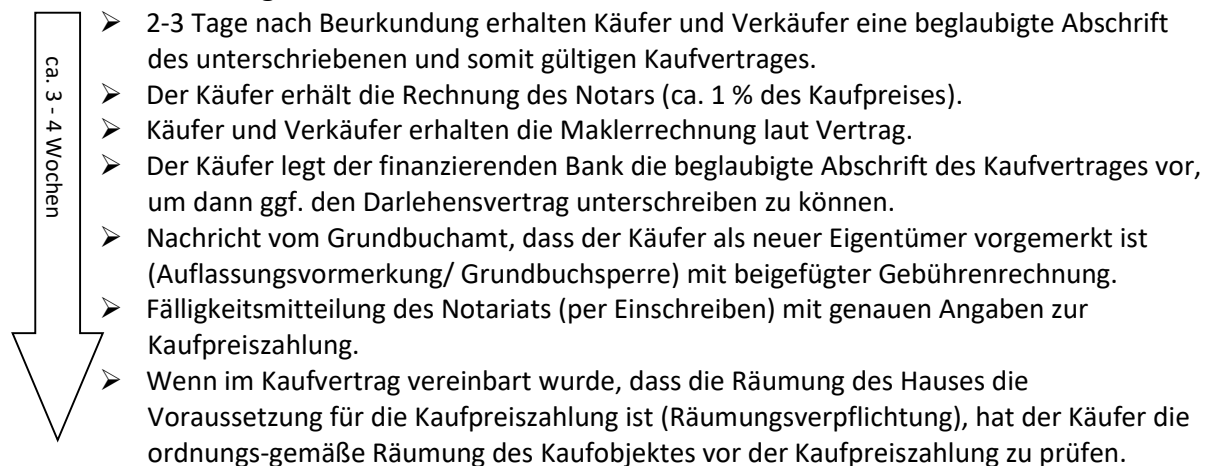 ca. 3 - 4 Wochen
➢ 2-3 Tage nach Beurkundung erhalten Käufer und Verkäufer eine beglaubigte Abschrift
des unterschriebenen und somit gültigen Kaufvertrages.
➢ Der Käufer erhält die Rechnung des Notars (ca. 1 % des Kaufpreises).
➢ Käufer und Verkäufer erhalten die Maklerrechnung laut Vertrag.
➢ Der Käufer legt der finanzierenden Bank die beglaubigte Abschrift des Kaufvertrages vor,
um dann ggf. den Darlehensvertrag unterschreiben zu können.
➢ Nachricht vom Grundbuchamt, dass der Käufer als neuer Eigentümer vorgemerkt ist
(Auflassungsvormerkung/ Grundbuchsperre) mit beigefügter Gebührenrechnung.
➢ Fälligkeitsmitteilung des Notariats (per Einschreiben) mit genauen Angaben zur
Kaufpreiszahlung.
➢ Wenn im Kaufvertrag vereinbart wurde, dass die Räumung des Hauses die
Voraussetzung für die Kaufpreiszahlung ist (Räumungsverpflichtung), hat der Käufer die
ordnungs-gemäße Räumung des Kaufobjektes vor der Kaufpreiszahlung zu prüfen.